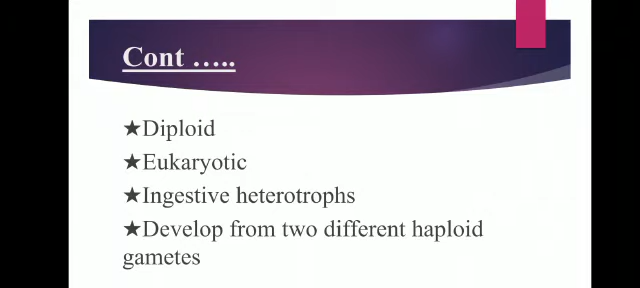 Cont …..
★Diploid
★Eukaryotic
★Ingestive heterotrophs
★Develop from two different haploid
gametes